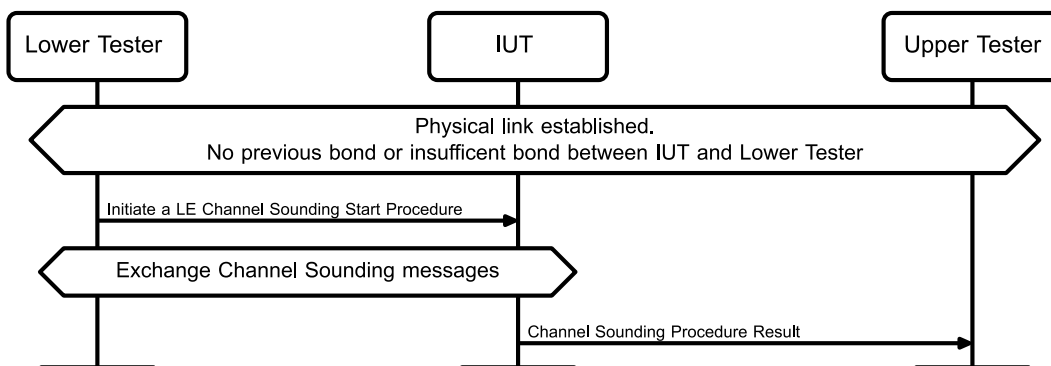 Lower Tester
IUT
Upper Tester
Physical link established.
No previous bond or insufficent bond between IUT and Lower Tester
Initiate a LE Channel Sounding Start Procedure
Exchange Channel Sounding messages
Channel Sounding Procedure Result